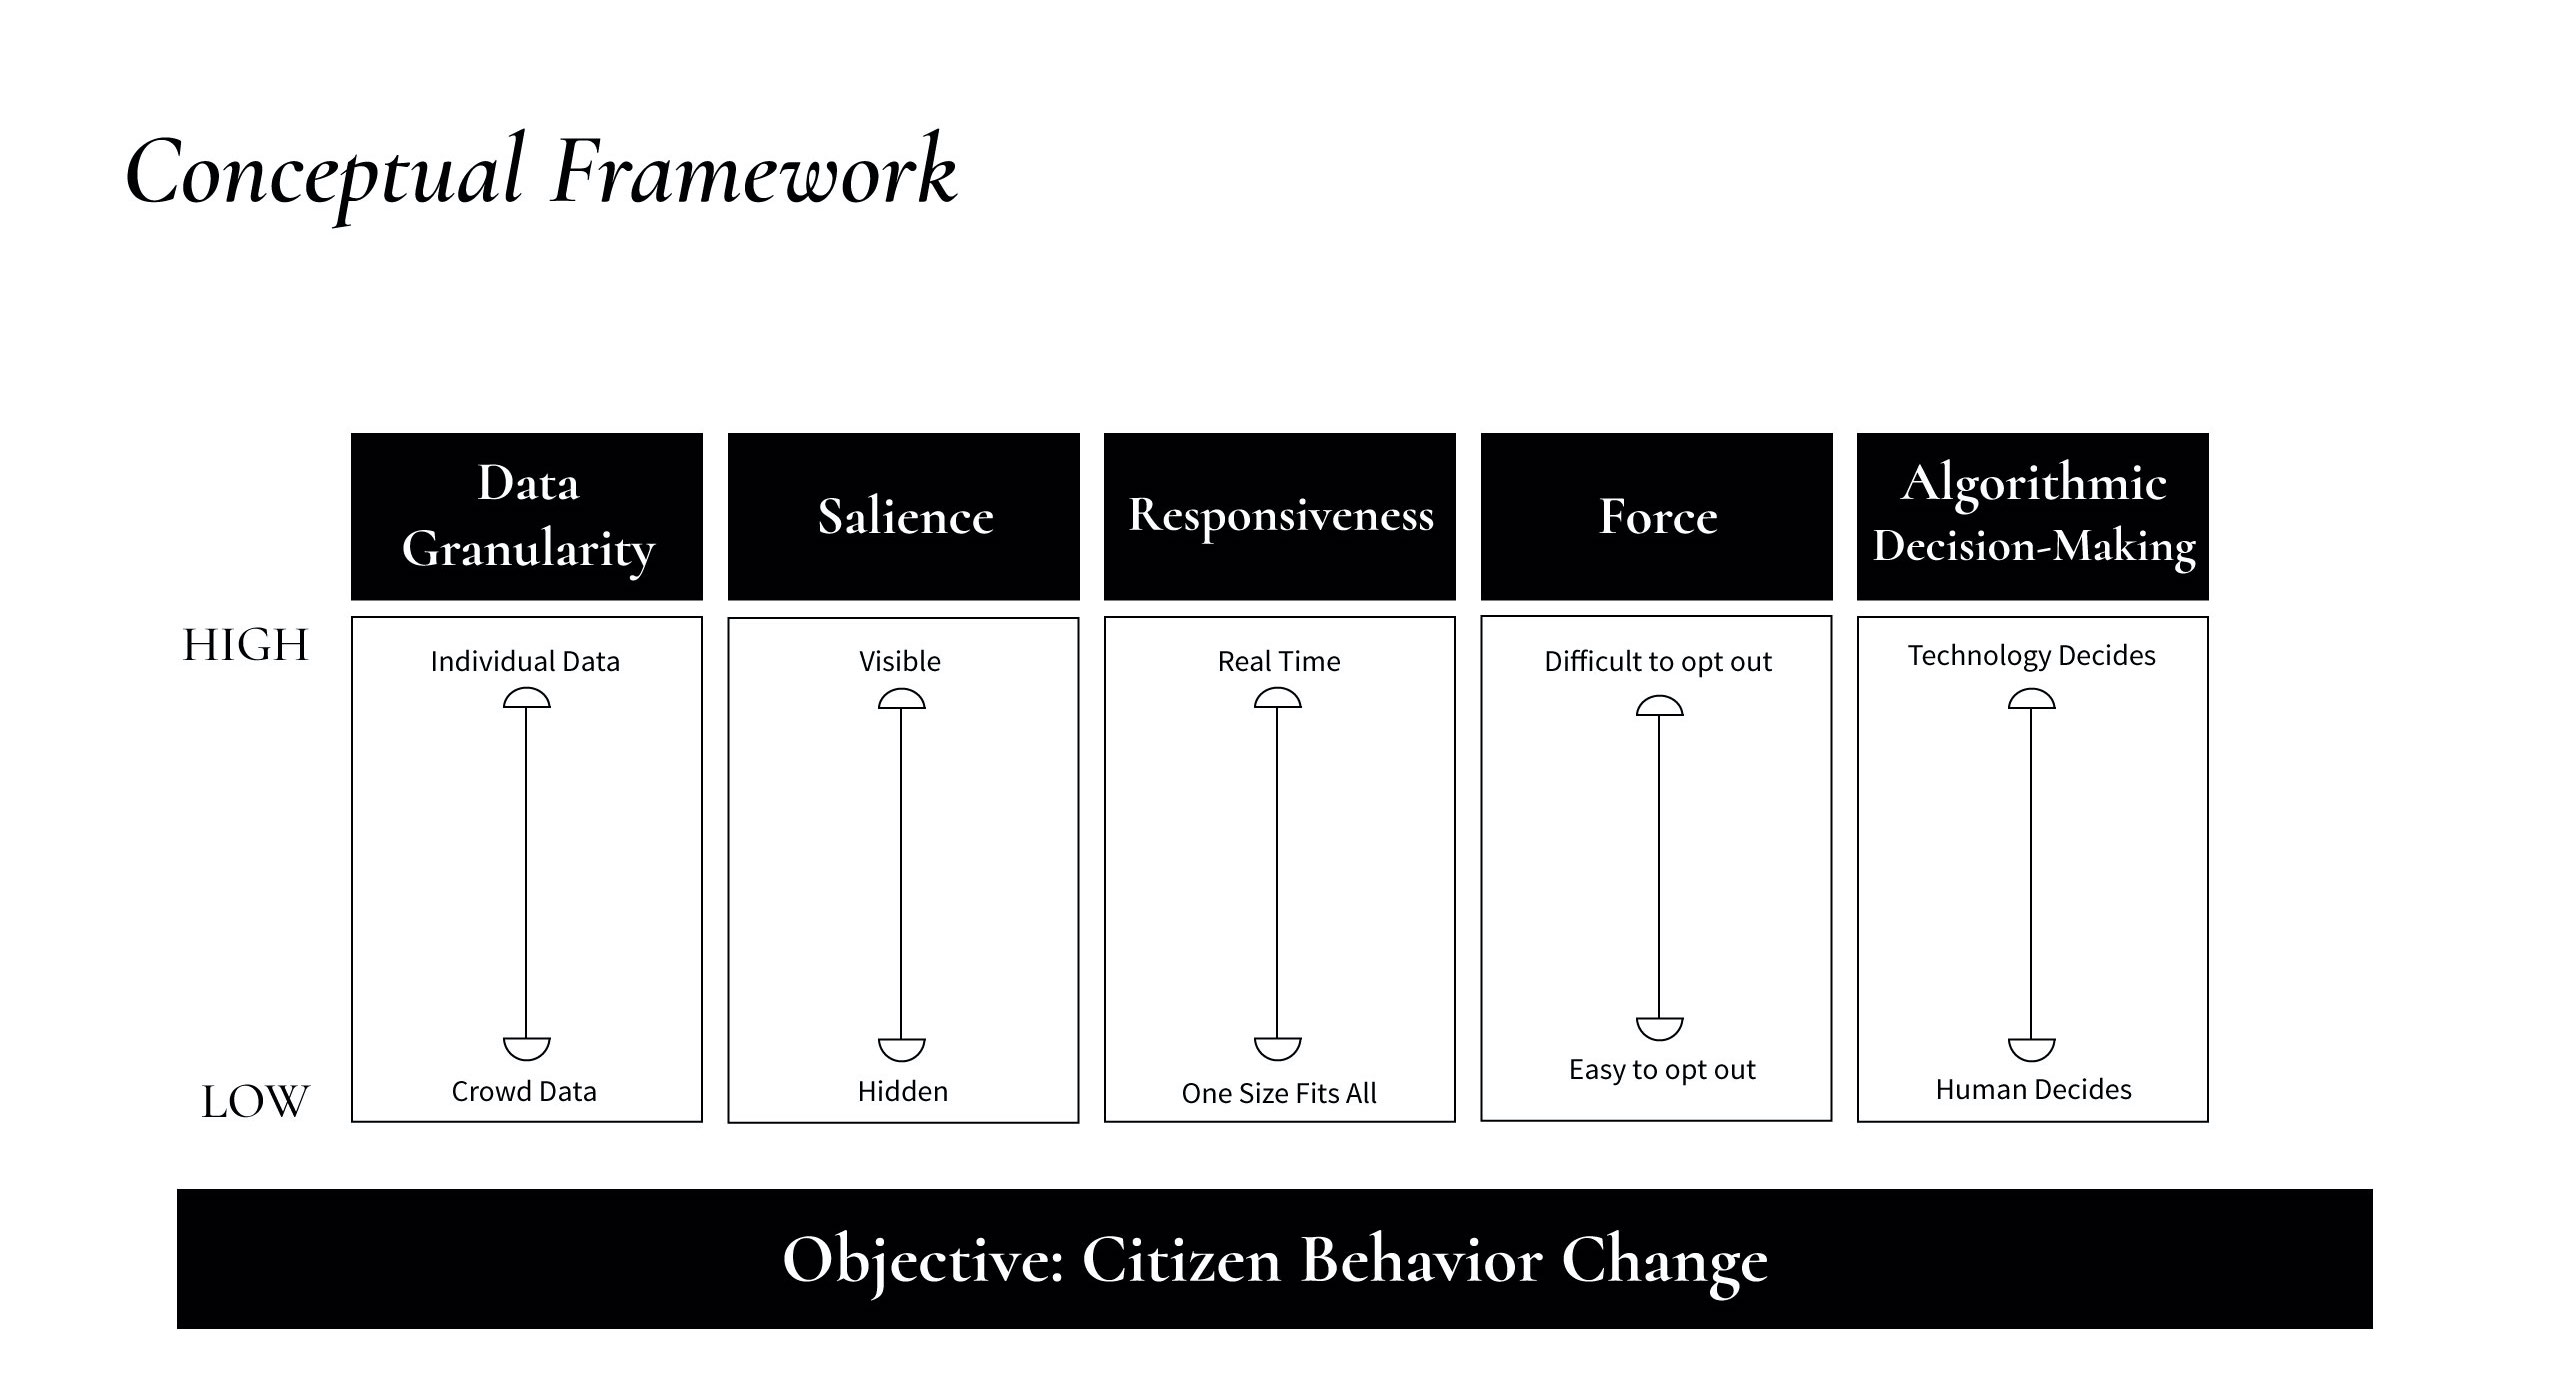 Conceptual Framework
Data
Granularity
Salience
Responsiveness
Force
Algorithmic
Decision-Making
HIGH
Individual Data
Visible
Real Time
Difficult to opt out
Technology Decides
LOW
Crowd Data
Hidden
One Size Fits All
Easy to opt out
Human Decides
Objective: Citizen Behavior Change